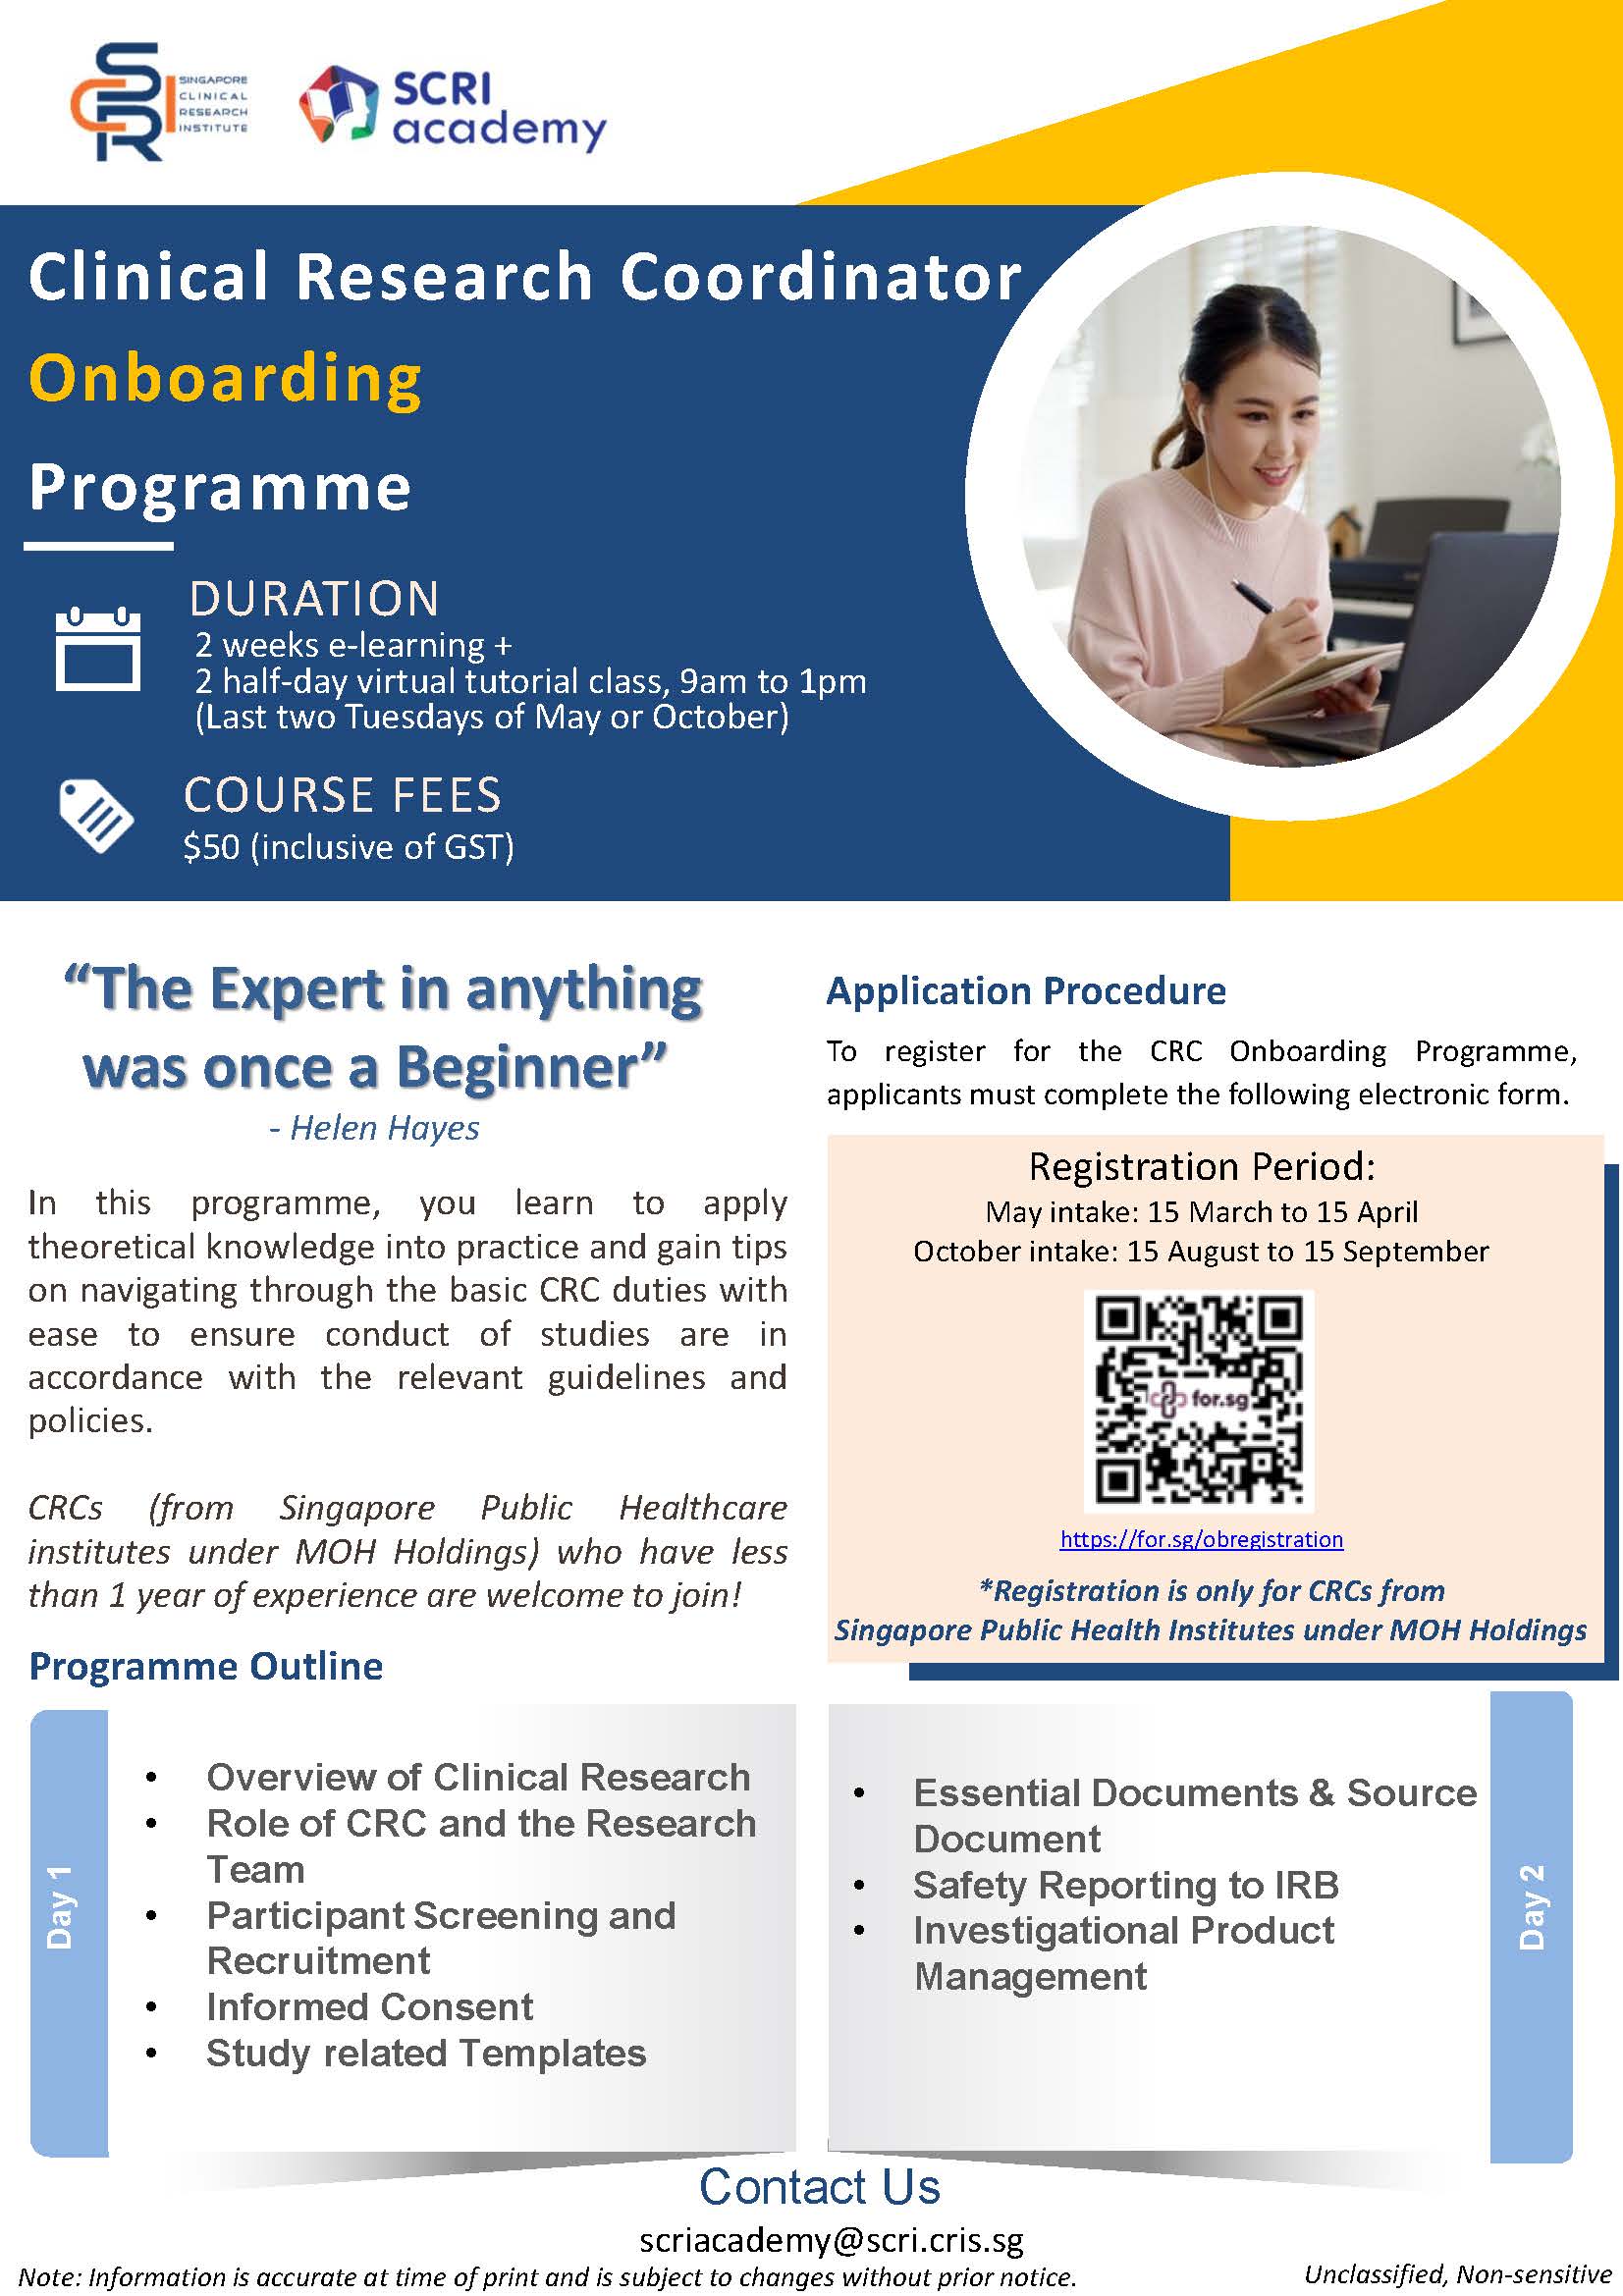 SINGAPORE
CLINICAL
RESEARCH
INSTITUTE
SCRI
academy
Clinical Research Coordinator
Onboarding
Programme
DURATION
2 weeks e-learning +
2 half-day virtual tutorial class, 9am to 1pm
(Last two Tuesdays of May or October)
COURSE FEES
$50 (inclusive of GST)
“The Expert in anything
was once a Beginner”
- Helen Hayes
In this programme, you learn to apply
theoretical knowledge into practice and gain tips
on navigating through the basic CRC duties with
ease to ensure conduct of studies are in
accordance with the relevant guidelines and
policies.
CRCs (from Singapore Public Healthcare
institutes under MOH Holdings) who have less
than 1 year of experience are welcome to join!
Application Procedure
To register for the CRC Onboarding Programme,
applicants must complete the following electronic form.
Registration Period:
May intake: 15 March to 15 April
October intake: 15 August to 15 September
for.sg
https://for.sg/obregistration
*Registration is only for CRCs from
Singapore Public Health Institutes under MOH Holdings
Programme Outline
Day 1
• Overview of Clinical Research
• Role of CRC and the Research
Team
• Participant Screening and
Recruitment
• Informed Consent
• Study related Templates
• Essential Documents & Source
Document
• Safety Reporting to IRB
• Investigational Product
Management
Day 2
Contact Us
scriacademy@scri.cris.sg
Note: Information is accurate at time of print and is subject to changes without prior notice.
Unclassified, Non-sensitive